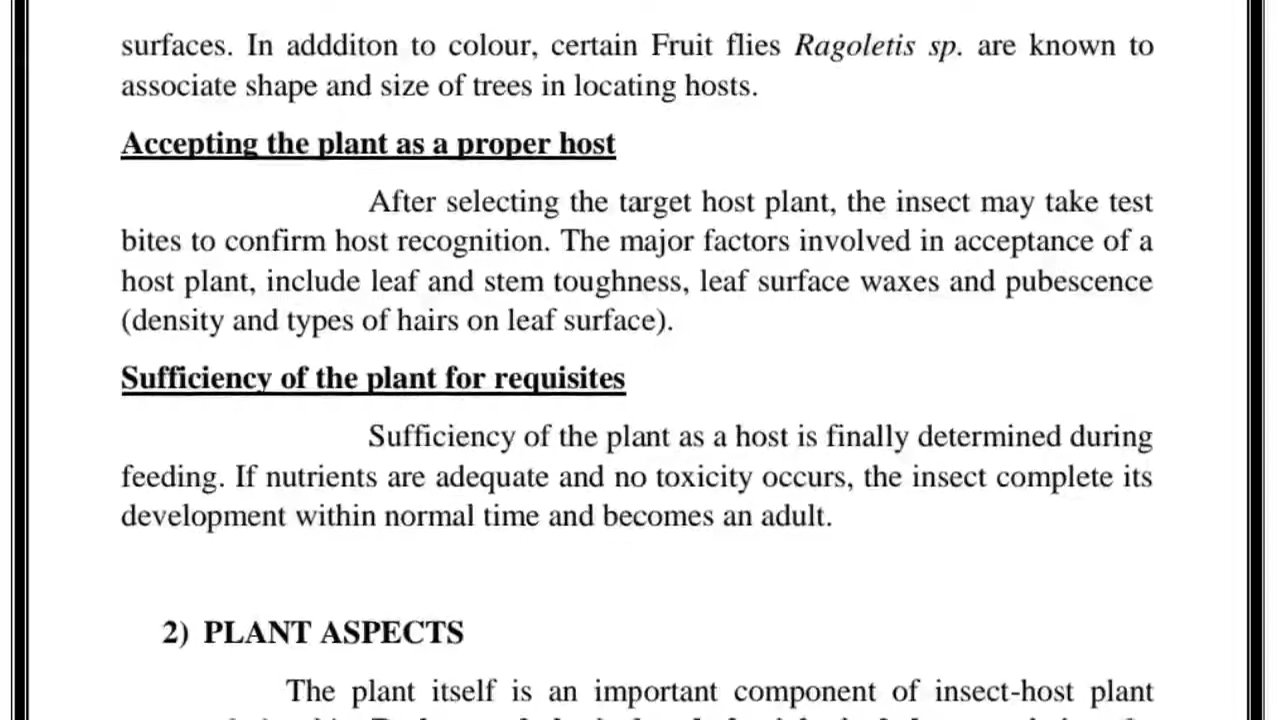 surfaces. In addditon to colour, certain Fruit flies Ragoletis sp. are known to
associate shape and size of trees in locating hosts.
Accepting the plant as a proper host
After selecting the target host plant, the insect may take test
bites to confirm host recognition. The major factors involved in acceptance of a
host plant, include leaf and stem toughness, leaf surface waxes and pubescence
(density and types of hairs on leaf surface).
Sufficiency of the plant for requisites
Sufficiency of the plant as a host is finally determined during
feeding. If nutrients are adequate and no toxicity occurs, the insect complete its
development within normal time and becomes an adult.
2) PLANT ASPECTS
The plant itself is an important component of insect-host plant